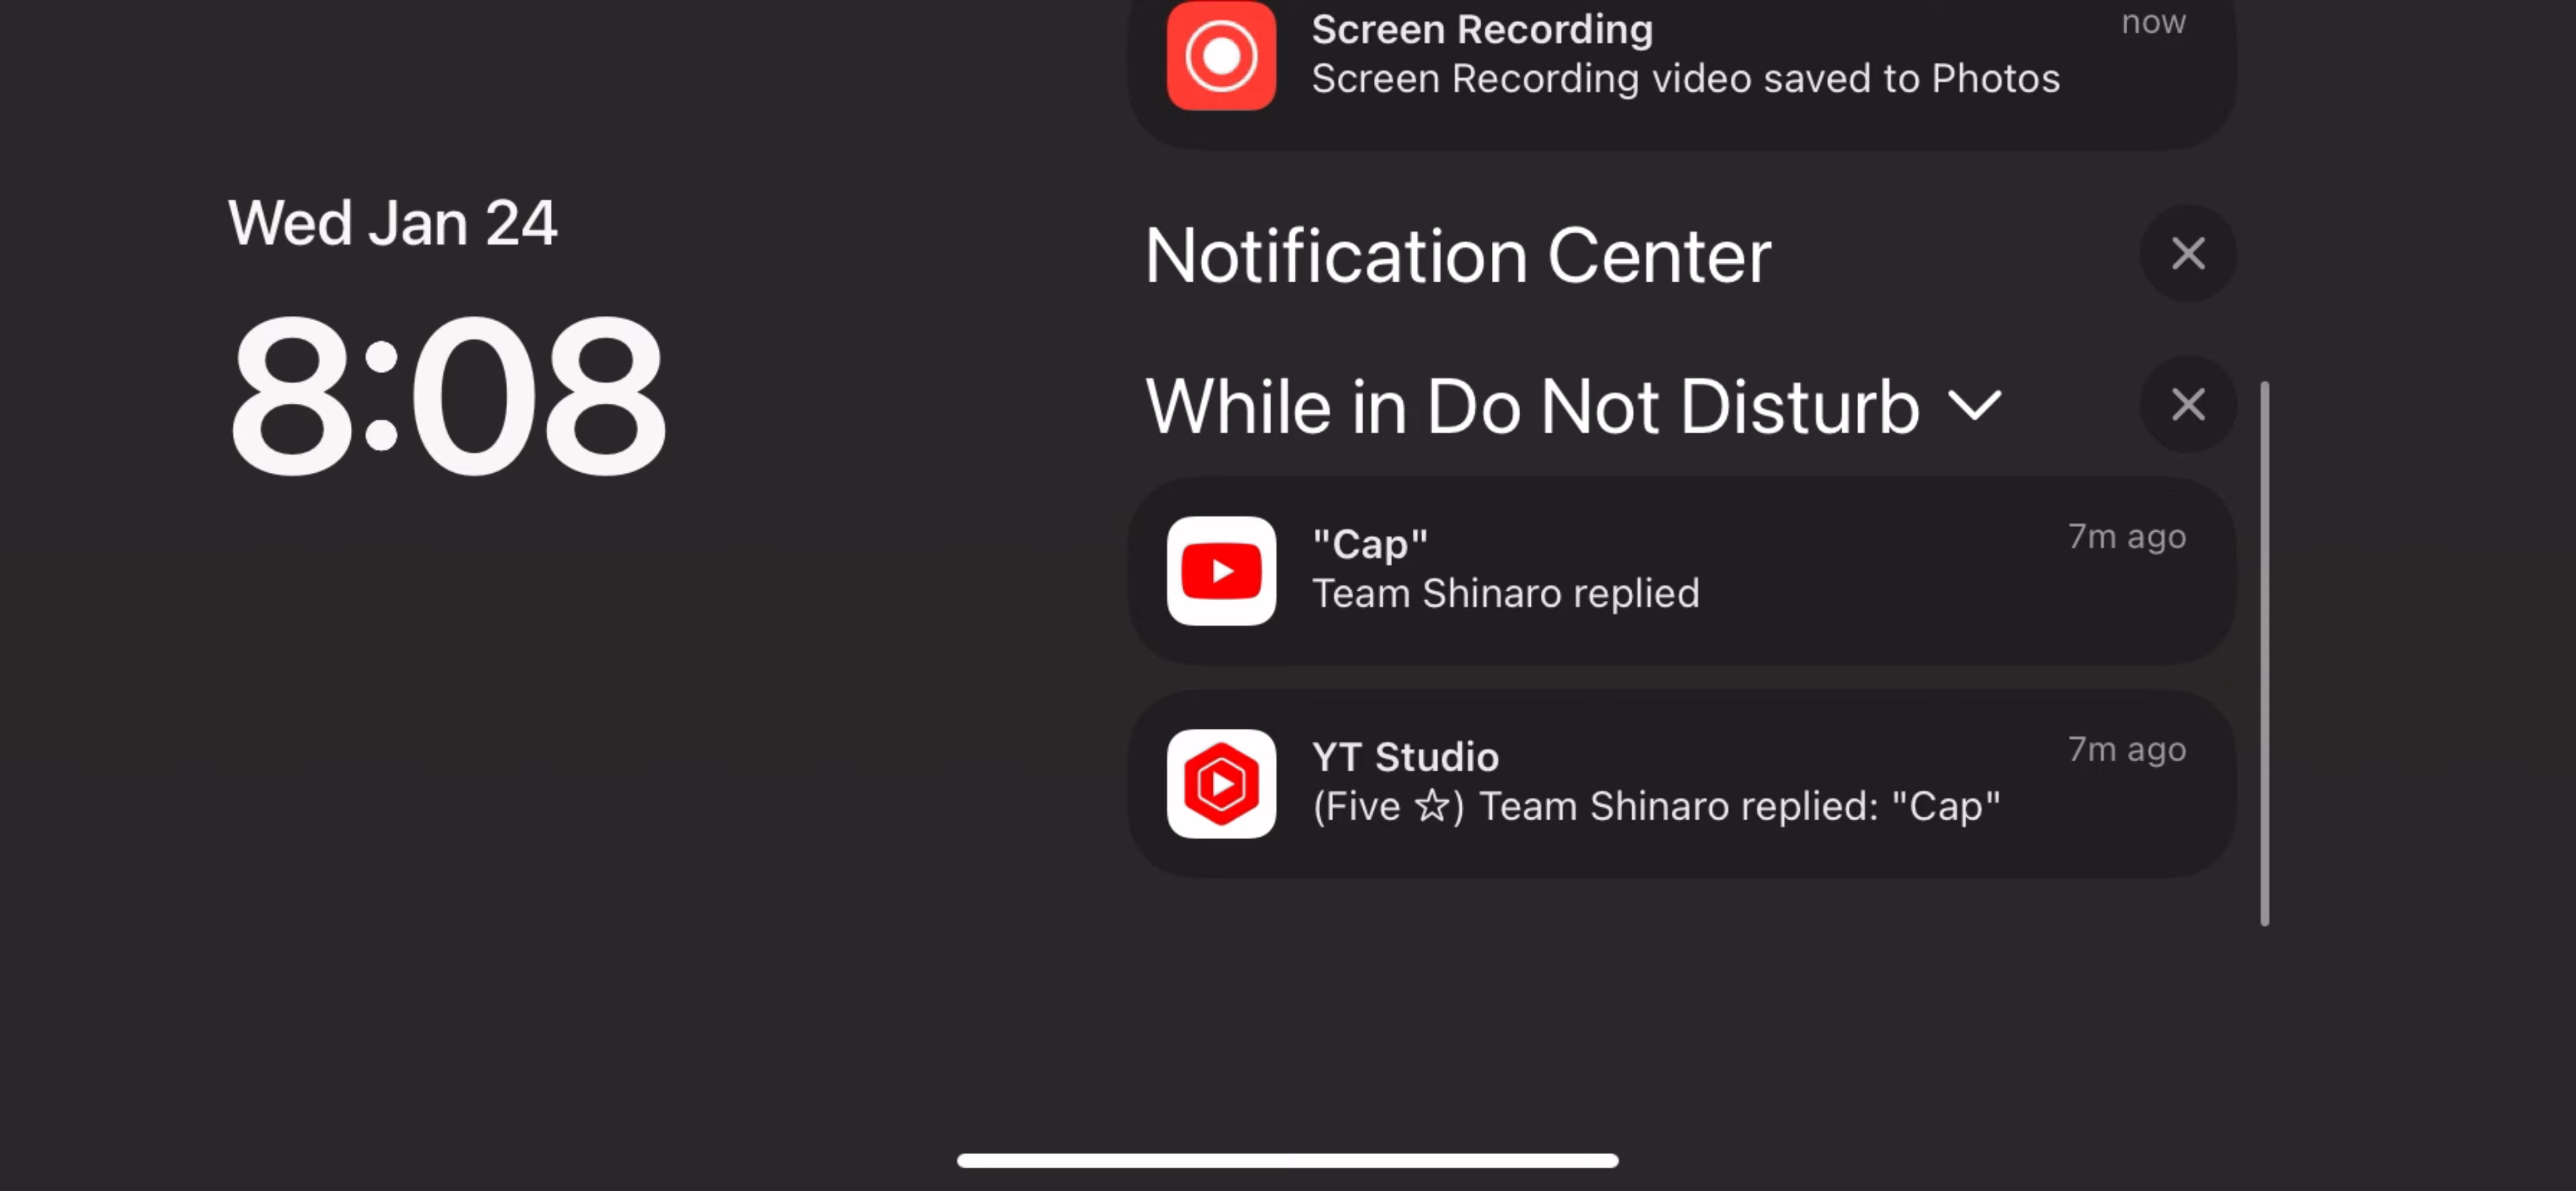 Wed Jan 24
8:08
Screen Recording
now
Screen Recording video saved to Photos
Notification Center
While in Do Not Disturb
"Cap"
7m ago
Team Shinaro replied
YT Studio
7m ago
(Five ☆) Team Shinaro replied: "Cap"